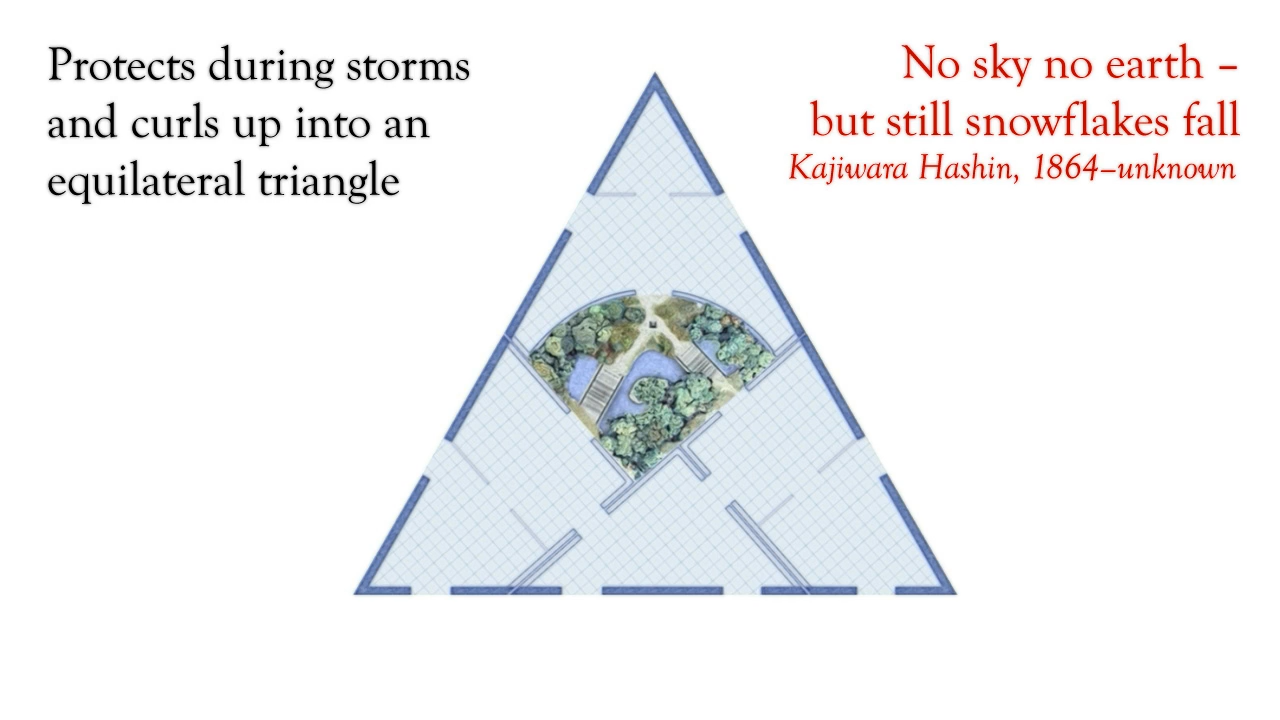 Protects during storms
and curls up into an
equilateral triangle
No sky no earth –
but still snowflakes fall
Kajiwara Hashin, 1864–unknown